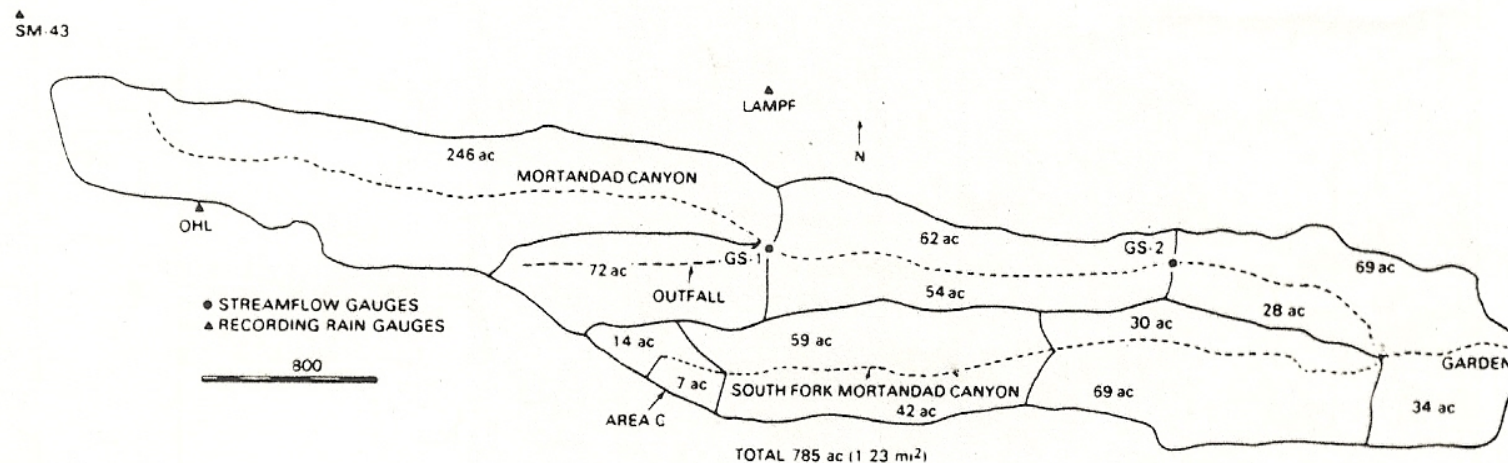 SM-43
LAMPF
N
246 ac
MORTANDAD CANYON
OHL
62 ac
GS-2
69 ac
72 ac
GS-1
OUTFALL
54 ac
28 ac
● STREAMFLOW GAUGES
▲ RECORDING RAIN GAUGES
14 ac
59 ac
30 ac
800
GARDEN
7 ac
SOUTH FORK MORTANDAD CANYON
69 ac
AREA C
42 ac
34 ac
TOTAL 785 ac (1 23 mi²)